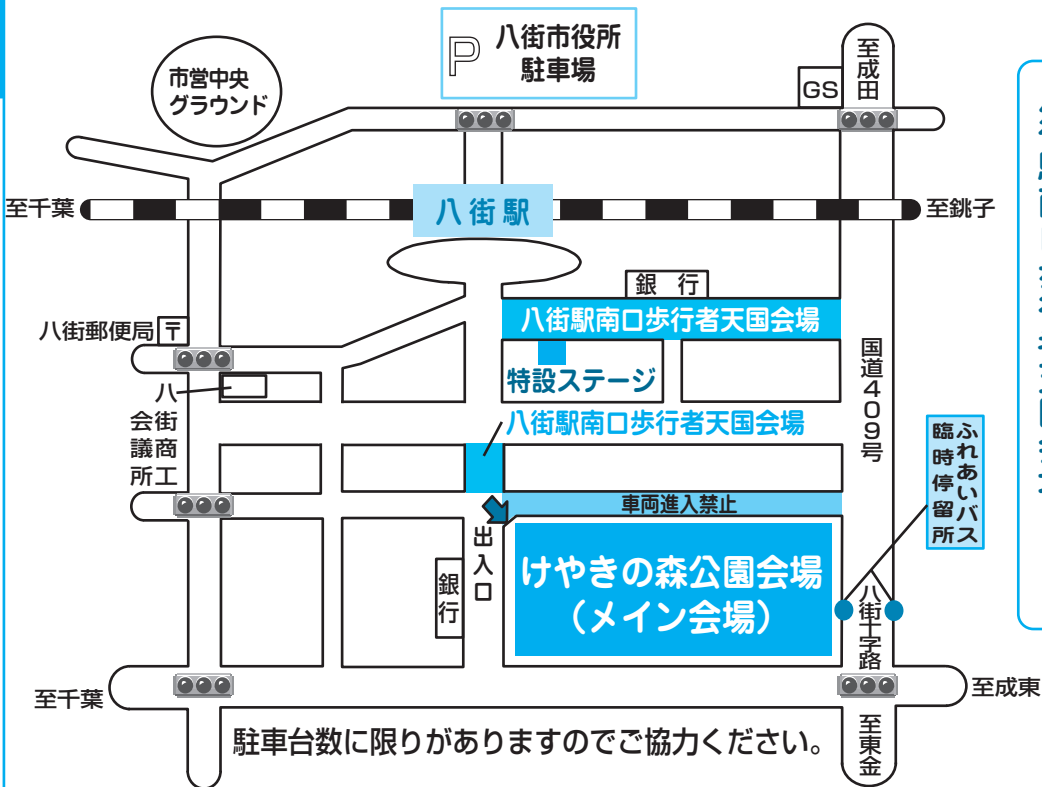 八街市役所
駐車場
市営中央
グラウンド
GS
至成田
至千葉
八街駅
至銚子
銀 行
八街駅南口歩行者天国会場
八街郵便局
〒
特設ステージ
国道409号
八街商工
会議所
八街駅南口歩行者天国会場
ふれあいバス
臨時停留所
車両進入禁止
出入口
銀行
けやきの森公園会場
（メイン会場）
八街十字路
至千葉
至成東
至東金
駐車台数に限りがありますのでご協力ください。